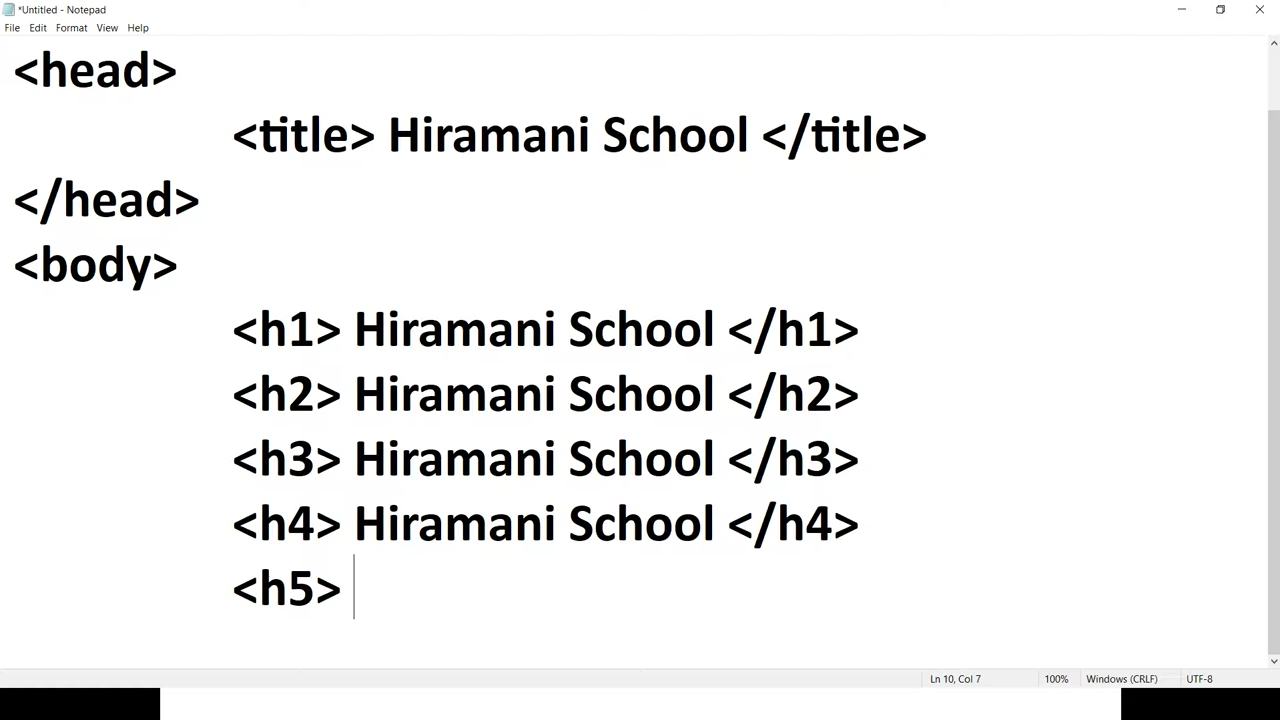 *Untitled - Notepad
File Edit Format View Help
<head>
<title> Hiramani School </title>
</head>
<body>
<h1> Hiramani School </h1>
<h2> Hiramani School </h2>
<h3> Hiramani School </h3>
<h4> Hiramani School </h4>
<h5>
Ln 10, Col 7 100% Windows (CRLF) UTF-8